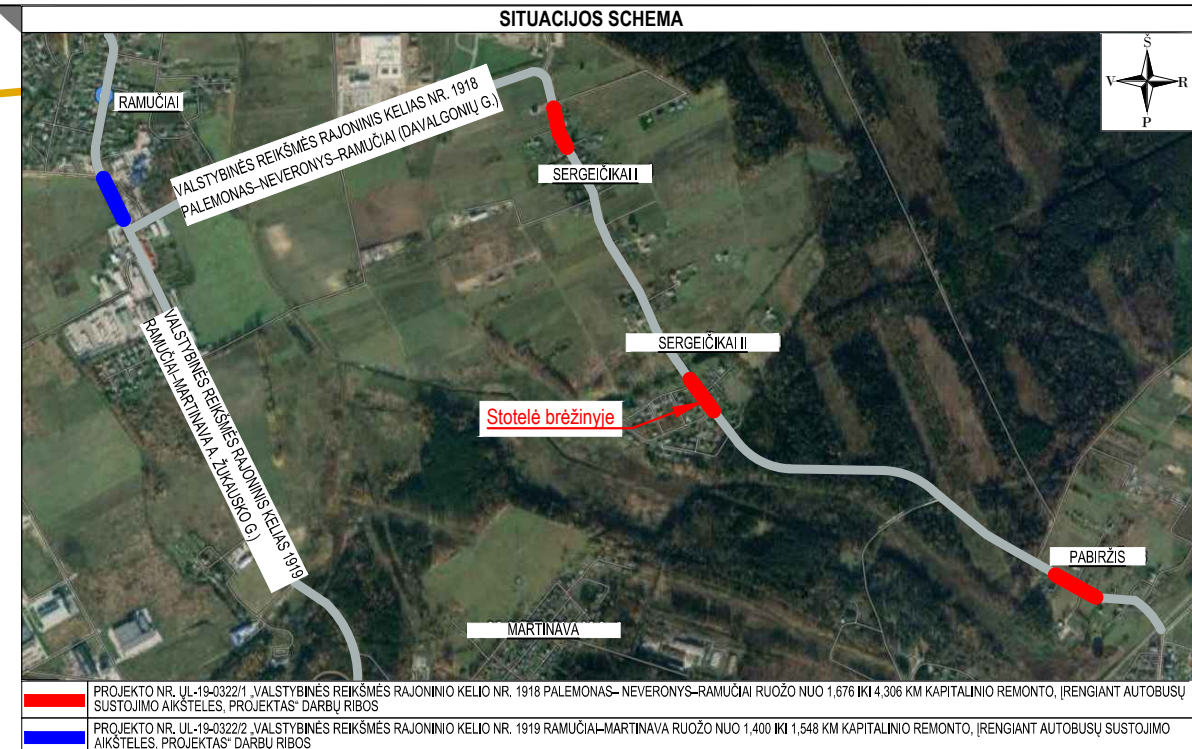 SITUACIJOS SCHEMA
Š
V
R
P
RAMUČIAI
VALSTYBINĖS REIKŠMĖS RAJONINIS KELIAS NR. 1918
PALEMONAS–NEVERONYS–RAMUČIAI (DAVALGONIŲ G.)
SERGEIČIKAI I
SERGEIČIKAI II
Stotelė brėžinyje
VALSTYBINĖS REIKŠMĖS RAJONINIS KELIAS 1919
RAMUČIAI–MARTINAVA A. ŽUKAUSKO G.)
PABIRŽIS
MARTINAVA
PROJEKTO NR. UL-19-0322/1 „VALSTYBINĖS REIKŠMĖS RAJONINIO KELIO NR. 1918 PALEMONAS– NEVERONYS–RAMUČIAI RUOŽO NUO 1,676 IKI 4,306 KM KAPITALINIO REMONTO, ĮRENGIANT AUTOBUSŲ
SUSTOJIMO AIKŠTELES, PROJEKTAS“ DARBŲ RIBOS
PROJEKTO NR. UL-19-0322/2 „VALSTYBINĖS REIKŠMĖS RAJONINIO KELIO NR. 1919 RAMUČIAI–MARTINAVA RUOŽO NUO 1,400 IKI 1,548 KM KAPITALINIO REMONTO, ĮRENGIANT AUTOBUSŲ SUSTOJIMO
AIKŠTELES, PROJEKTAS“ DARBŲ RIBOS